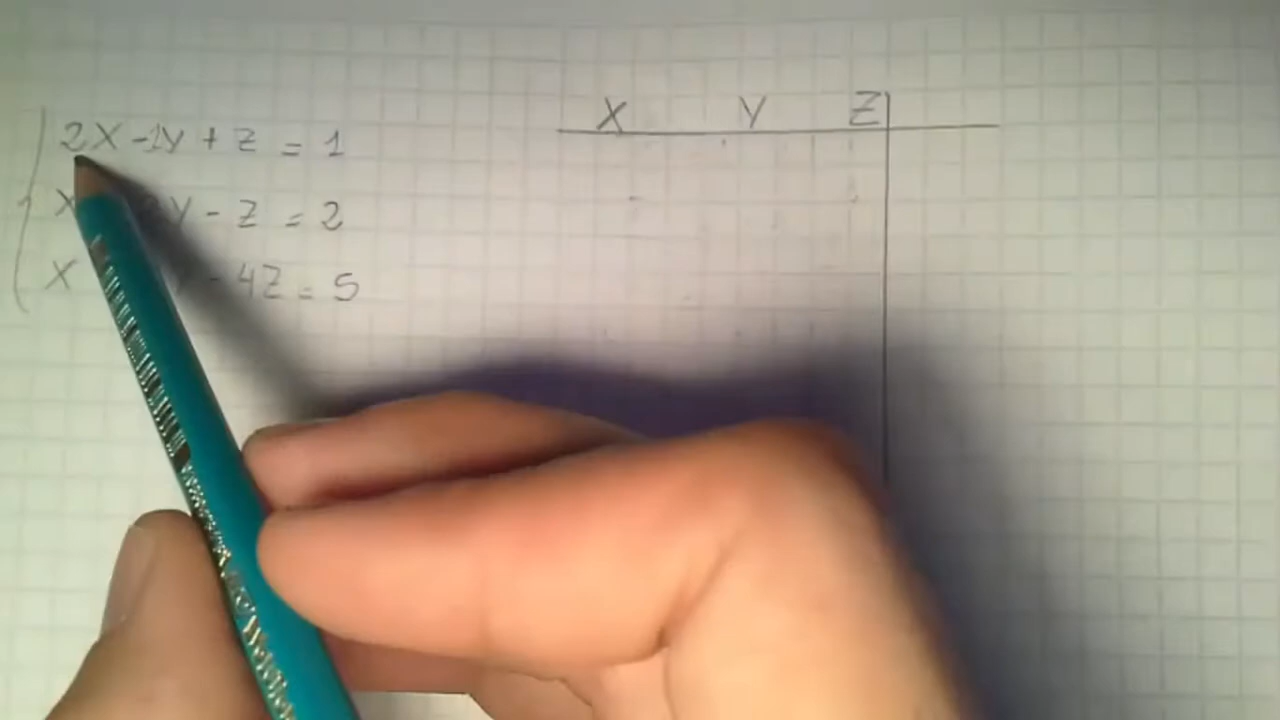 2X -1Y + Z = 1
X Y - Z = 2
X - 4Z = 5
X Y Z